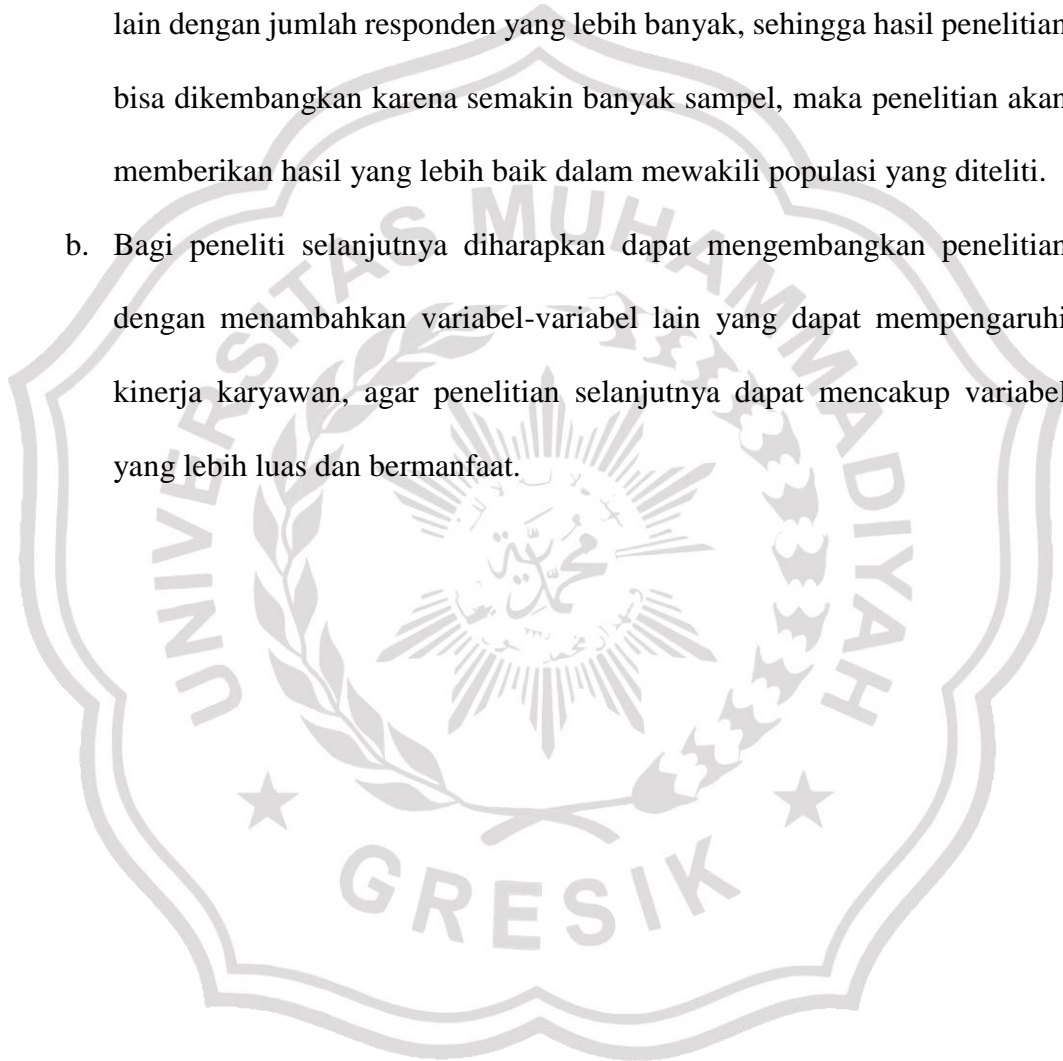 lain dengan jumlah responden yang lebih banyak, sehingga hasil penelitian
bisa dikembangkan karena semakin banyak sampel, maka penelitian akan
memberikan hasil yang lebih baik dalam mewakili populasi yang diteliti.
b. Bagi peneliti selanjutnya diharapkan dapat mengembangkan penelitian
dengan menambahkan variabel-variabel lain yang dapat mempengaruhi
kinerja karyawan, agar penelitian selanjutnya dapat mencakup variabel
yang lebih luas dan bermanfaat.
UNIVERSITAS MUHAMMADIYAH
محمدية
GRESIK